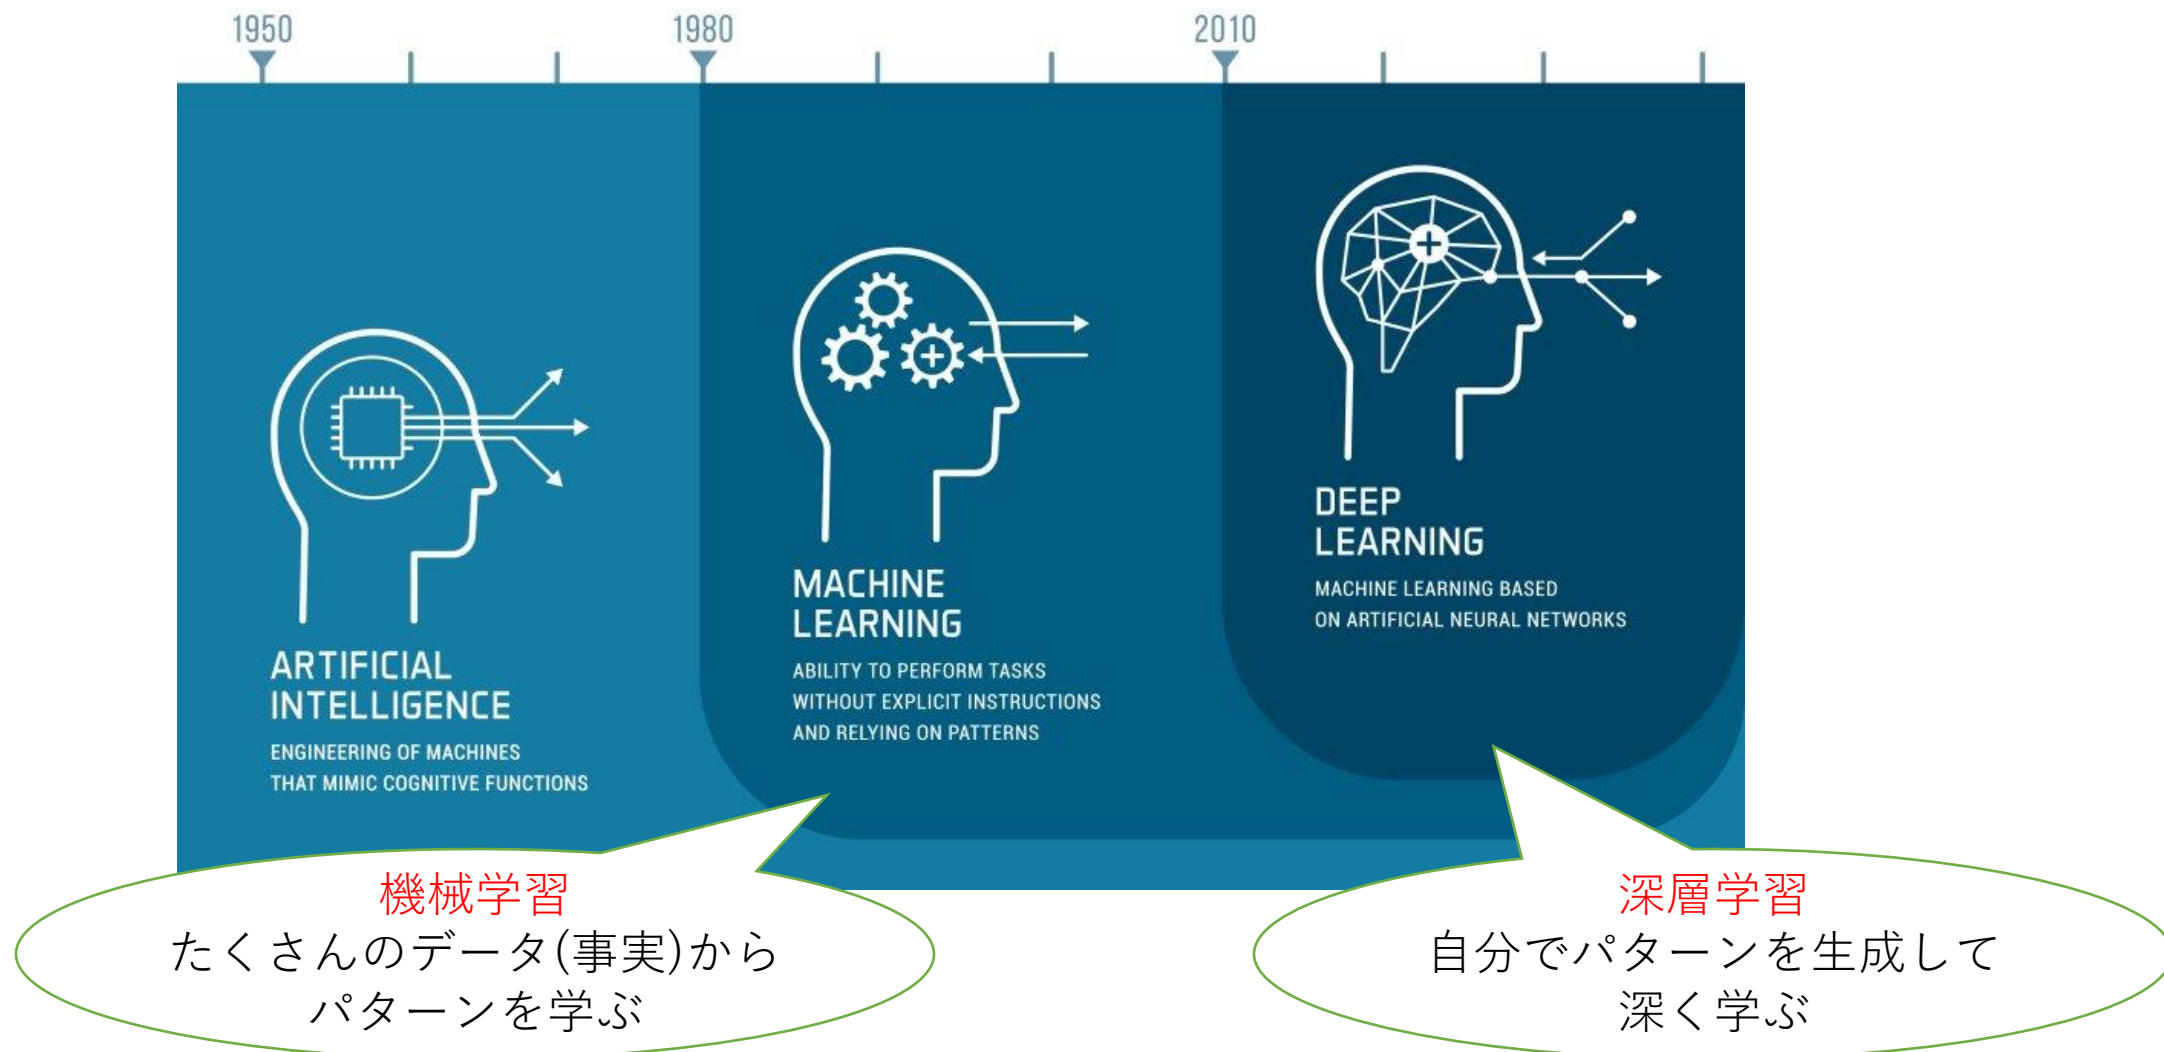 1950
1980
2010
ARTIFICIAL
INTELLIGENCE
ENGINEERING OF MACHINES
THAT MIMIC COGNITIVE FUNCTIONS
MACHINE
LEARNING
ABILITY TO PERFORM TASKS
WITHOUT EXPLICIT INSTRUCTIONS
AND RELYING ON PATTERNS
DEEP
LEARNING
MACHINE LEARNING BASED
ON ARTIFICIAL NEURAL NETWORKS
機械学習
たくさんのデータ(事実)から
パターンを学ぶ
深層学習
自分でパターンを生成して
深く学ぶ